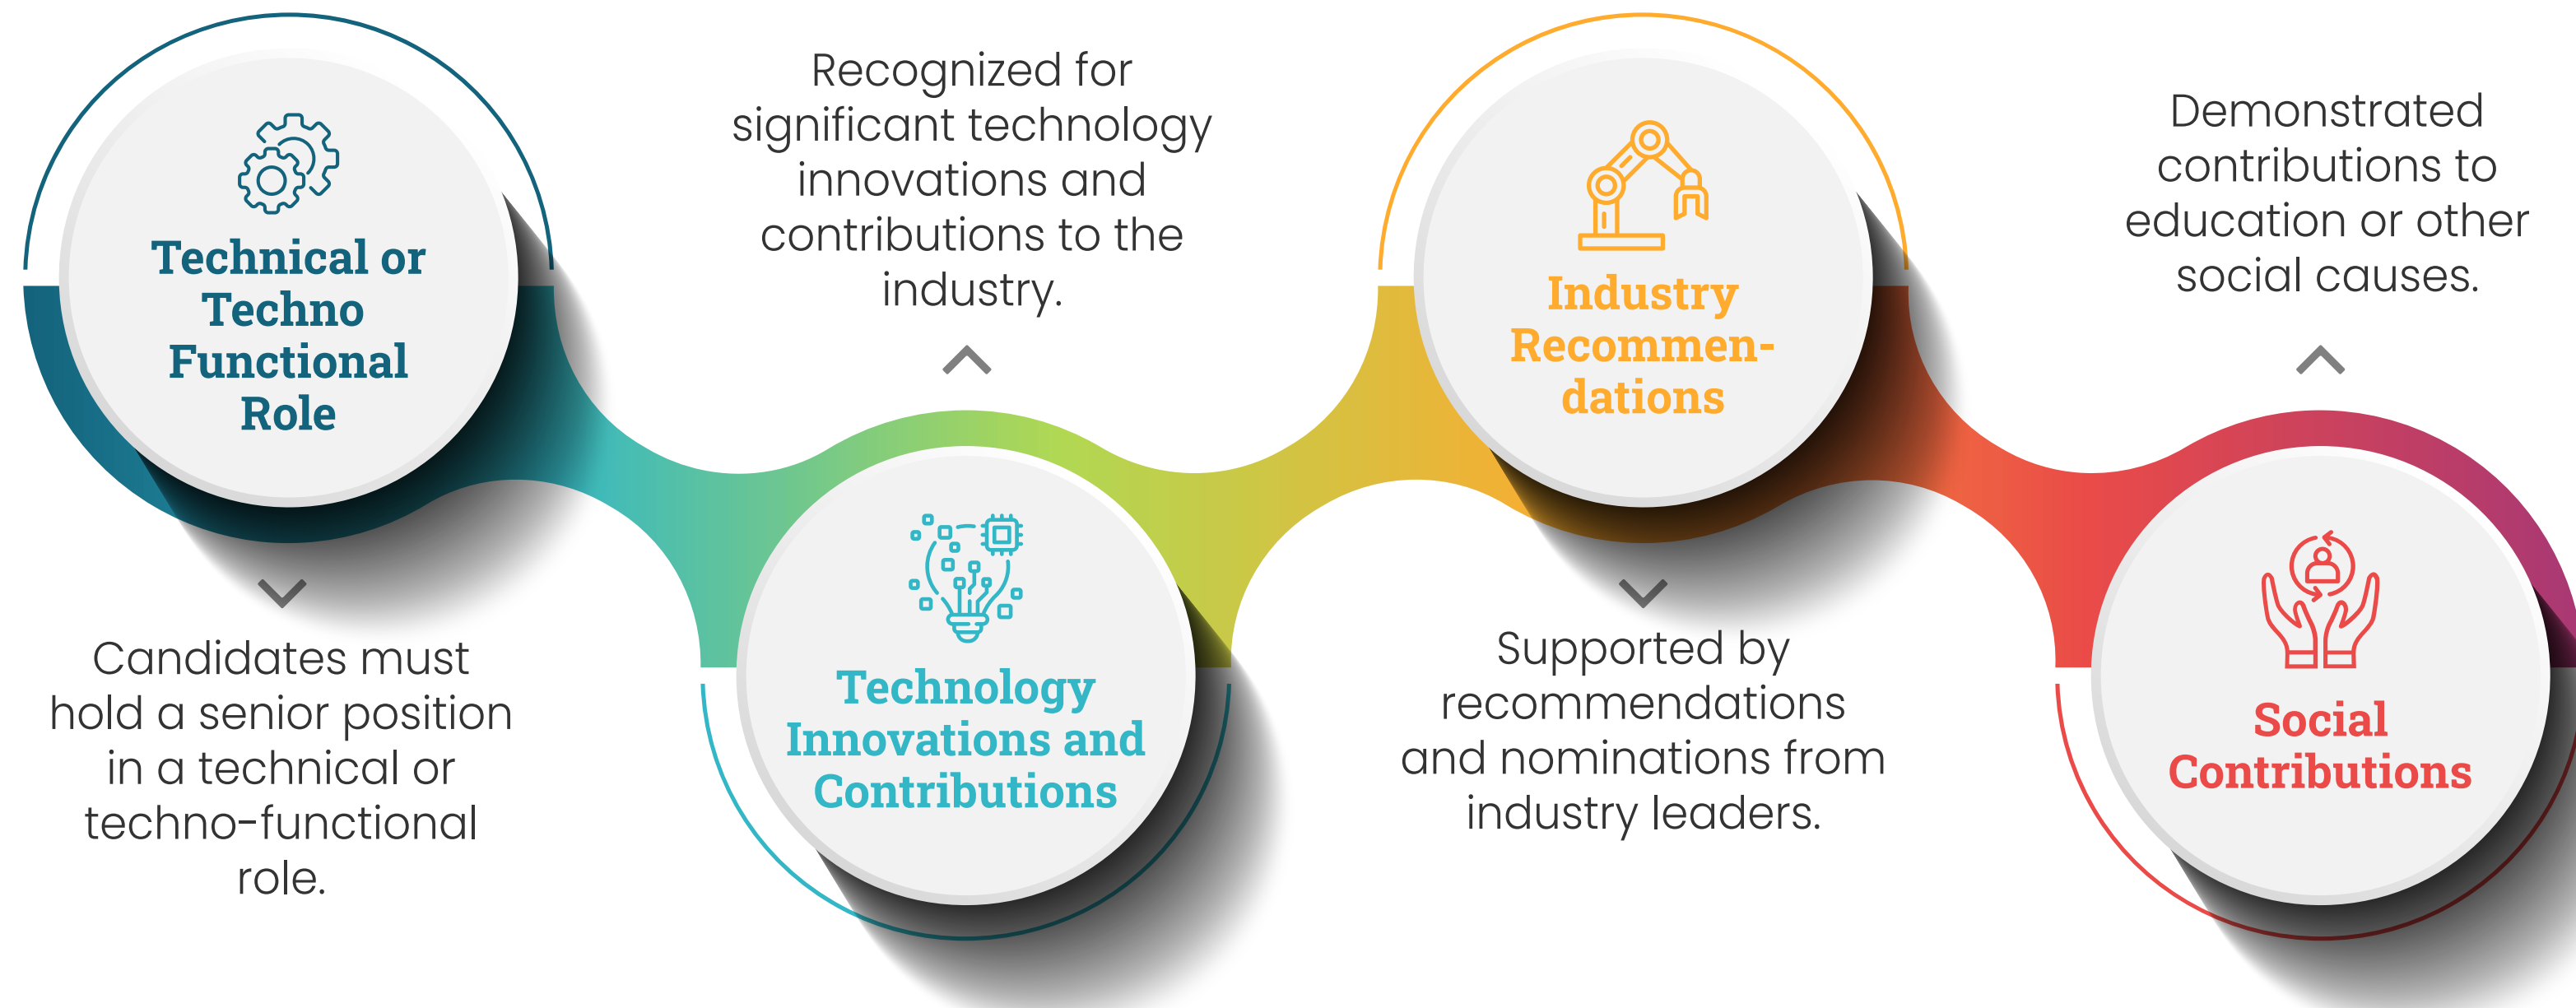 Technical or
Techno
Functional
Role
Candidates must
hold a senior position
in a technical or
techno-functional
role.
Recognized for
significant technology
innovations and
contributions to the
industry.
Technology
Innovations and
Contributions
Industry
Recommen-
dations
Supported by
recommendations
and nominations from
industry leaders.
Demonstrated
contributions to
education or other
social causes.
Social
Contributions